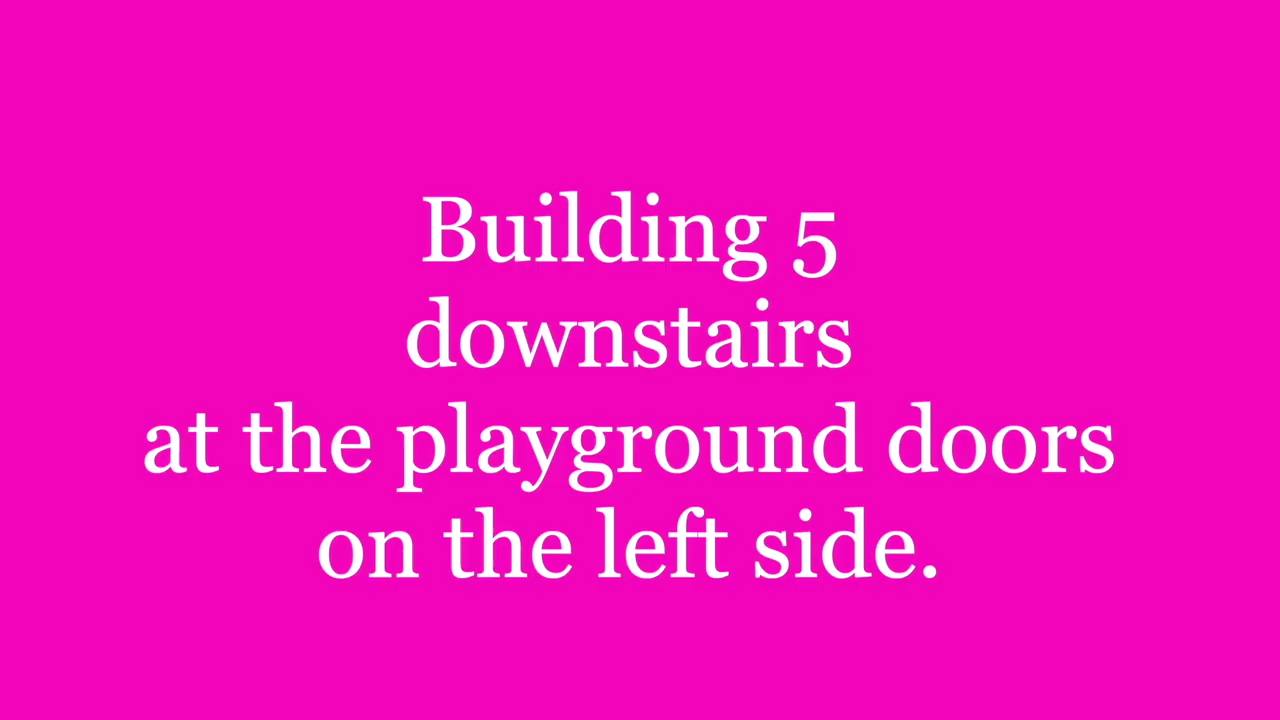 Building 5
downstairs
at the playground doors
on the left side.